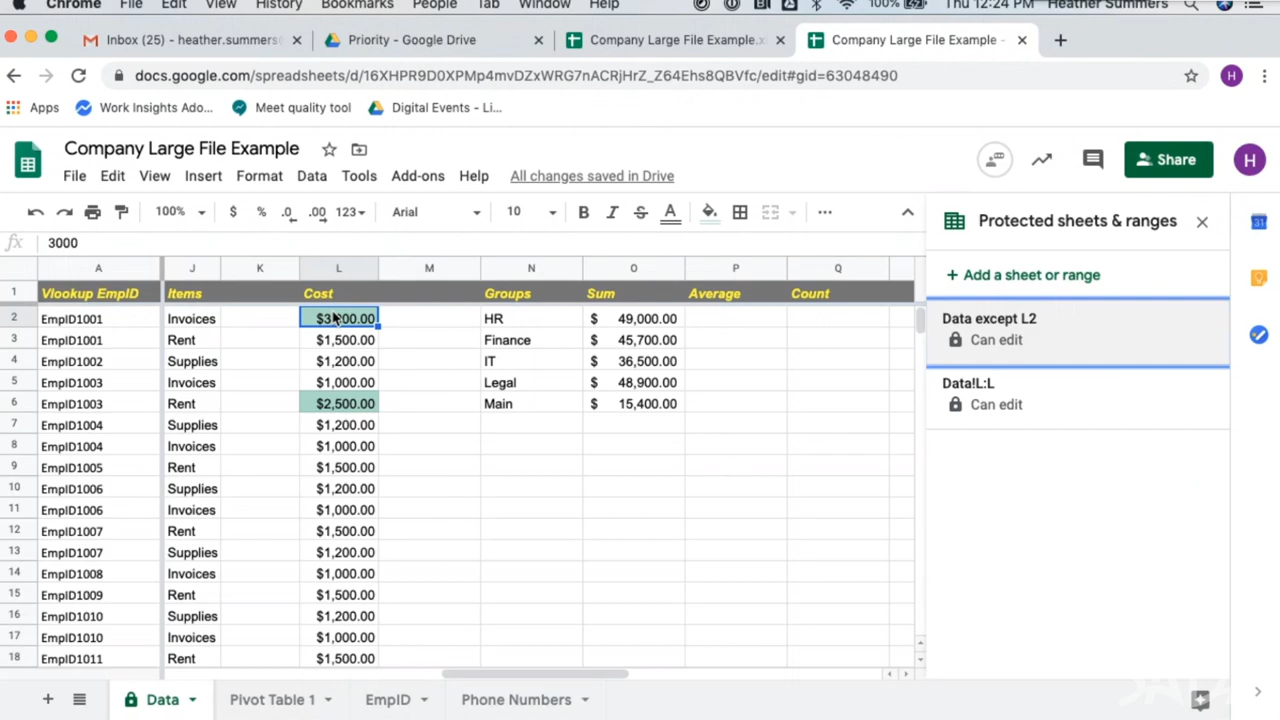 Chrome File Edit View History Bookmarks People Tab Window Help 100% Thu 12:24 PM Heather Summers
Inbox (25) - heather.summers Priority - Google Drive Company Large File Example.x Company Large File Example -
docs.google.com/spreadsheets/d/16XHPR9D0XPMp4mvDZxWRG7nACRjHrZ_Z64Ehs8QBVfc/edit#gid=63048490 H
Apps Work Insights Ado... Meet quality tool Digital Events - Li...
Company Large File Example
File Edit View Insert Format Data Tools Add-ons Help All changes saved in Drive Share H
100% $ % .0 .00 123 Arial 10 B I S A
fx 3000
Protected sheets & ranges
+ Add a sheet or range
Data except L2
Can edit
Data!L:L
Can edit
A J K L M N O P Q
1 Vlookup EmpID Items Cost Groups Sum Average Count
2 EmpID1001 Invoices HR $ 49,000.00
3 EmpID1001 Rent $1,500.00 Finance $ 45,700.00
4 EmpID1002 Supplies $1,200.00 IT $ 36,500.00
5 EmpID1003 Invoices $1,000.00 Legal $ 48,900.00
6 EmpID1003 Rent $2,500.00 Main $ 15,400.00
7 EmpID1004 Supplies $1,200.00
8 EmpID1004 Invoices $1,000.00
9 EmpID1005 Rent $1,500.00
10 EmpID1006 Supplies $1,200.00
11 EmpID1006 Invoices $1,000.00
12 EmpID1007 Rent $1,500.00
13 EmpID1007 Supplies $1,200.00
14 EmpID1008 Invoices $1,000.00
15 EmpID1009 Rent $1,500.00
16 EmpID1010 Supplies $1,200.00
17 EmpID1010 Invoices $1,000.00
18 EmpID1011 Rent $1,500.00
Data Pivot Table 1 EmpID Phone Numbers